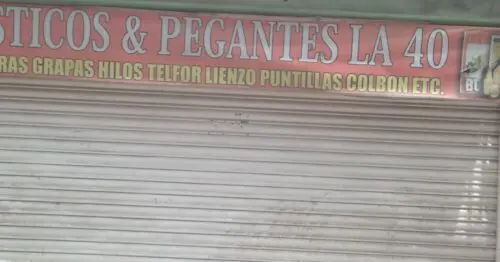 STICOS & PEGANTES LA 40
RAS GRAPAS HILOS TELFOR LIENZO PUNTILLAS COLBON ETC.